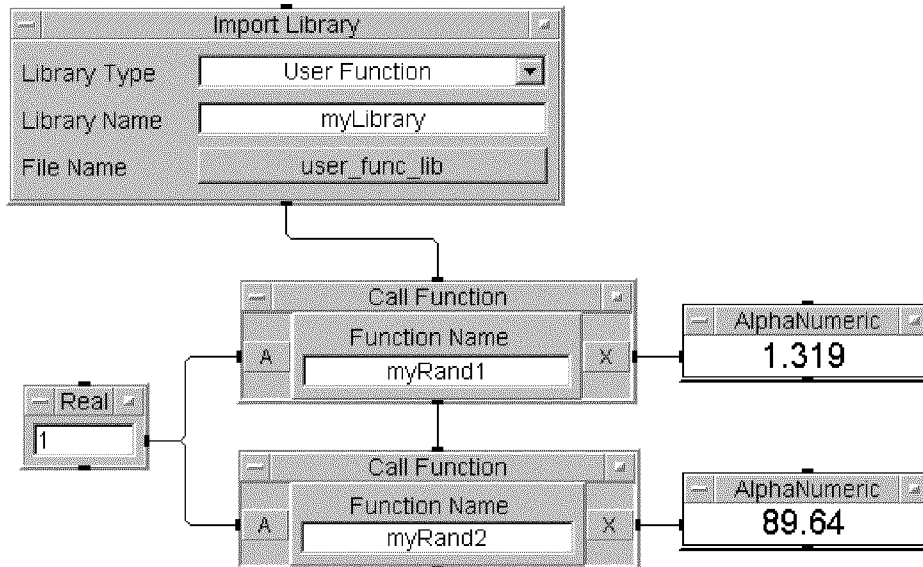 Import Library
Library Type User Function
Library Name myLibrary
File Name user_func_lib
Call Function
Function Name
A myRand1 X
AlphaNumeric
1.319
Real
1
Call Function
Function Name
A myRand2 X
AlphaNumeric
89.64